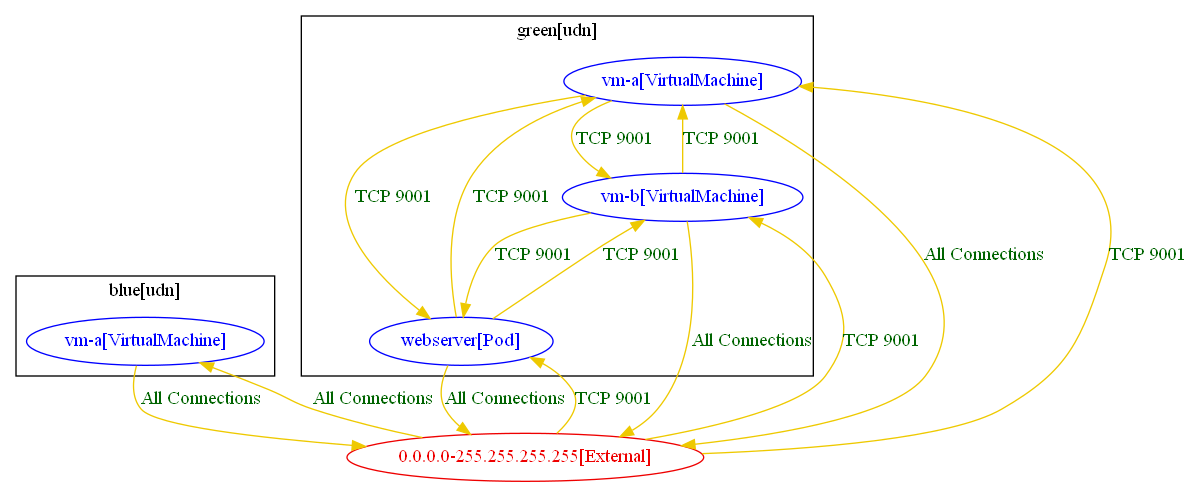 green[udn]
vm-a[VirtualMachine]
TCP 9001
TCP 9001
TCP 9001
TCP 9001
vm-b[VirtualMachine]
TCP 9001
TCP 9001
All Connections
TCP 9001
blue[udn]
vm-a[VirtualMachine]
webserver[Pod]
All Connections
TCP 9001
All Connections
All Connections
All Connections
TCP 9001
0.0.0.0-255.255.255.255[External]